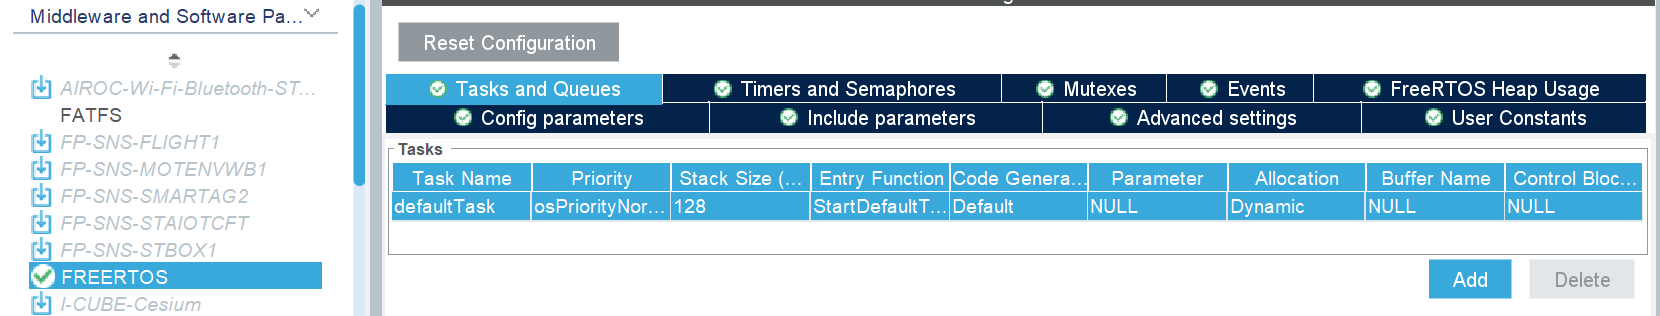 Middleware and Software Pa...
AIROC-Wi-Fi-Bluetooth-ST...
FATFS
FP-SNS-FLIGHT1
FP-SNS-MOTENVWB1
FP-SNS-SMARTAG2
FP-SNS-STAIOTCFT
FP-SNS-STBOX1
FREERTOS
I-CUBE-Cesium
Reset Configuration
Tasks and Queues Timers and Semaphores Mutexes Events FreeRTOS Heap Usage
Config parameters Include parameters Advanced settings User Constants
Tasks
Task Name Priority Stack Size (... Entry Function Code Genera... Parameter Allocation Buffer Name Control Bloc...
defaultTask osPriorityNor... 128 StartDefaultT... Default NULL Dynamic NULL NULL
Add Delete